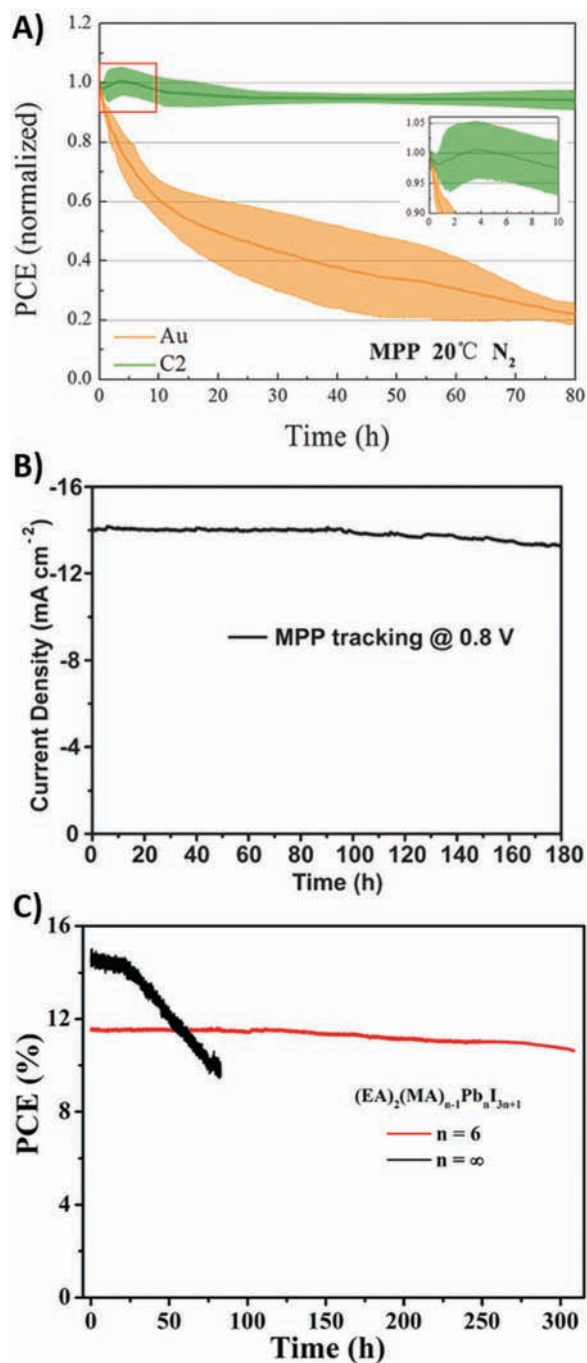 A)
PCE (normalized)
1.2
1.0
0.8
0.6
0.4
0.2
0.0
1.05
1.00
0.95
0.90
0 2 4 6 8 10
Au
C2
MPP 20℃ N₂
0 10 20 30 40 50 60 70 80
Time (h)
B)
Current Density (mA cm⁻²)
-16
-12
-8
-4
0
MPP tracking @ 0.8 V
0 20 40 60 80 100 120 140 160 180
Time (h)
C)
PCE (%)
16
12
8
4
0
(EA)₂(MA)ₙ₋₁PbₙI₃ₙ₊₁
n = 6
n = ∞
0 50 100 150 200 250 300
Time (h)